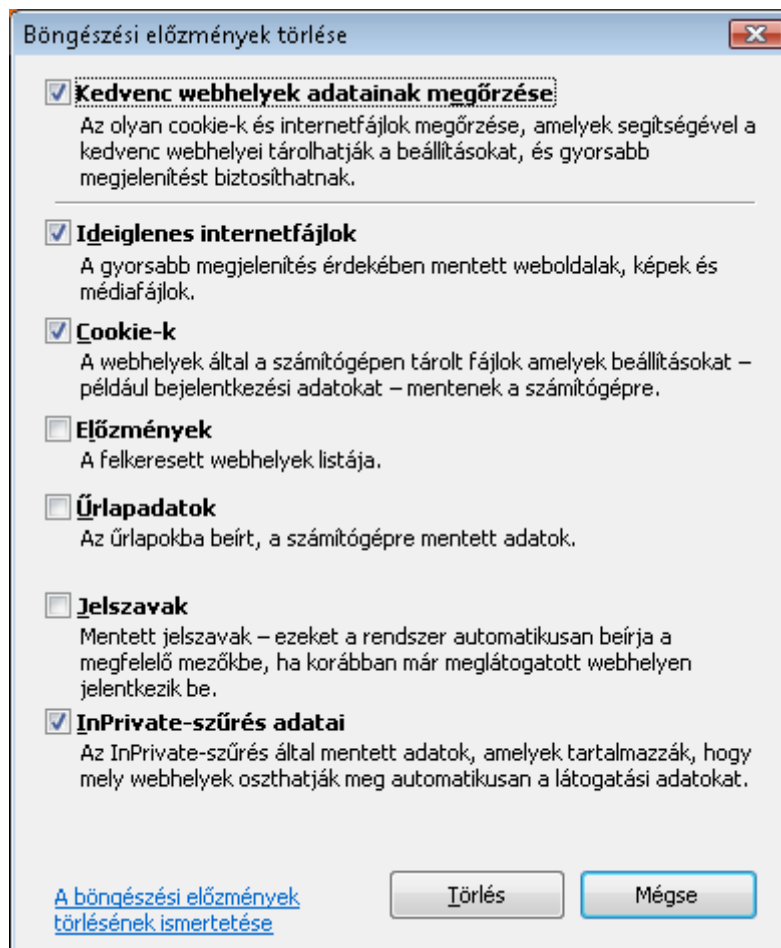 Böngészési előzmények törlése
Kedvenc webhelyek adatainak megőrzése
Az olyan cookie-k és internetfájlok megőrzése, amelyek segítségével a
kedvenc webhelyei tárolhatják a beállításokat, és gyorsabb
megjelenítést biztosíthatnak.
Ideiglenes internetfájlok
A gyorsabb megjelenítés érdekében mentett weboldalak, képek és
médiafájlok.
Cookie-k
A webhelyek által a számítógépen tárolt fájlok amelyek beállításokat –
például bejelentkezési adatokat – mentenek a számítógépre.
Előzmények
A felkeresett webhelyek listája.
Űrlapadatok
Az űrlapokba beírt, a számítógépre mentett adatok.
Jelszavak
Mentett jelszavak – ezeket a rendszer automatikusan beírja a
megfelelő mezőkbe, ha korábban már meglátogatott webhelyen
jelentkezik be.
InPrivate-szűrés adatai
Az InPrivate-szűrés által mentett adatok, amelyek tartalmazzák, hogy
mely webhelyek oszthatják meg automatikusan a látogatási adatokat.
A böngészési előzmények
törlésének ismertetése
Törlés
Mégse